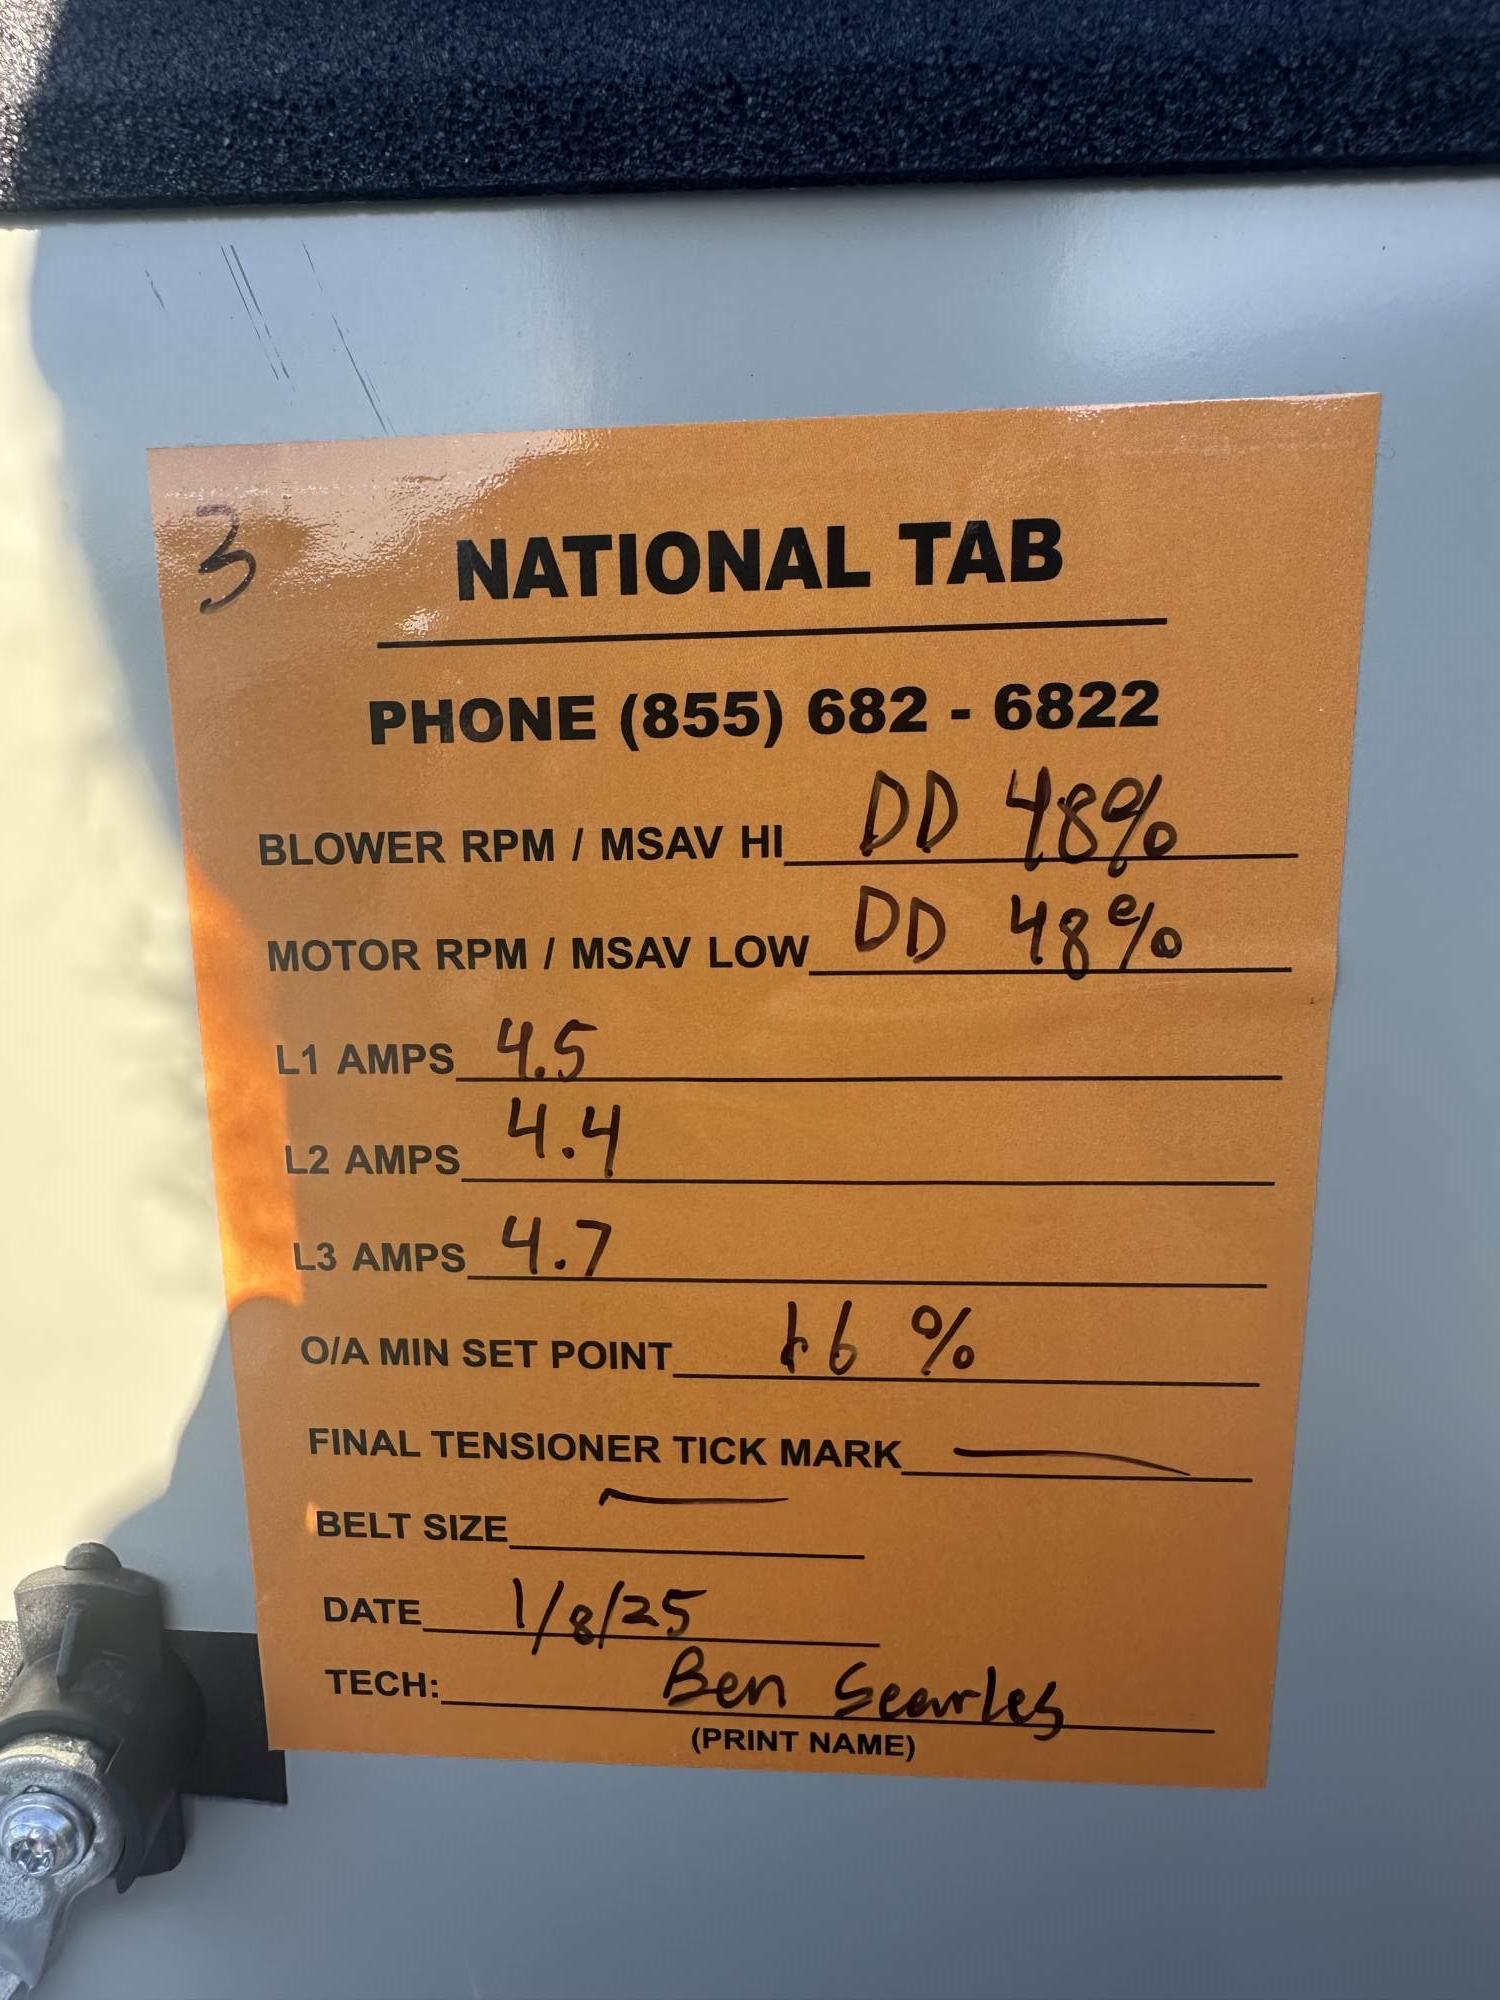 3
NATIONAL TAB
PHONE (855) 682 - 6822
BLOWER RPM / MSAV HI DD 48%
MOTOR RPM / MSAV LOW DD 48%
L1 AMPS 4.5
L2 AMPS 4.4
L3 AMPS 4.7
O/A MIN SET POINT 16 %
FINAL TENSIONER TICK MARK —
BELT SIZE —
DATE 1/8/25
TECH: Ben Searles
(PRINT NAME)